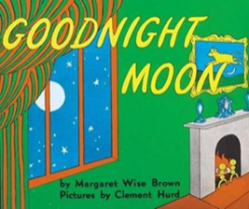 GOODNIGHT
MOON
by Margaret Wise Brown
Pictures by Clement Hurd